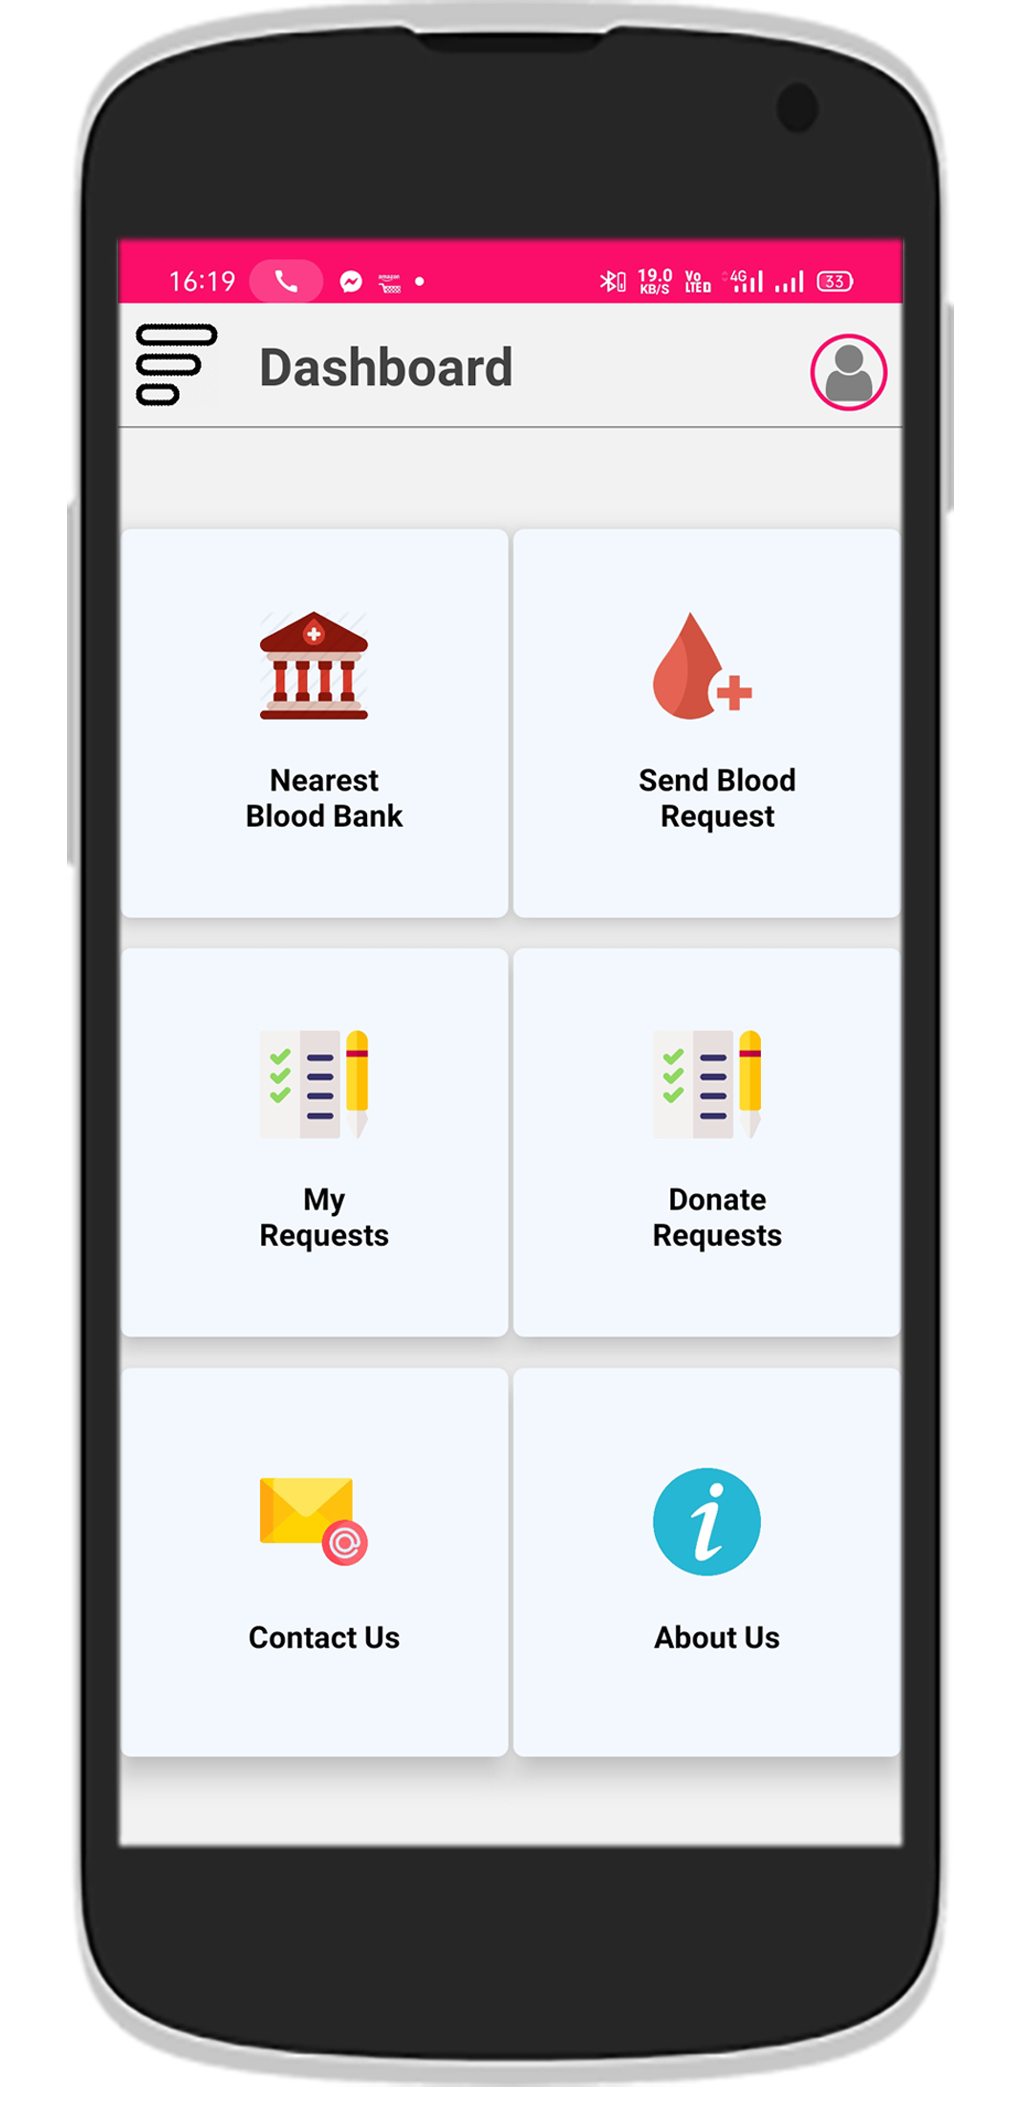 16:19 amazon 19.0 KB/S Vo LTE 4G 33
Dashboard
Nearest
Blood Bank
Send Blood
Request
My
Requests
Donate
Requests
Contact Us
About Us